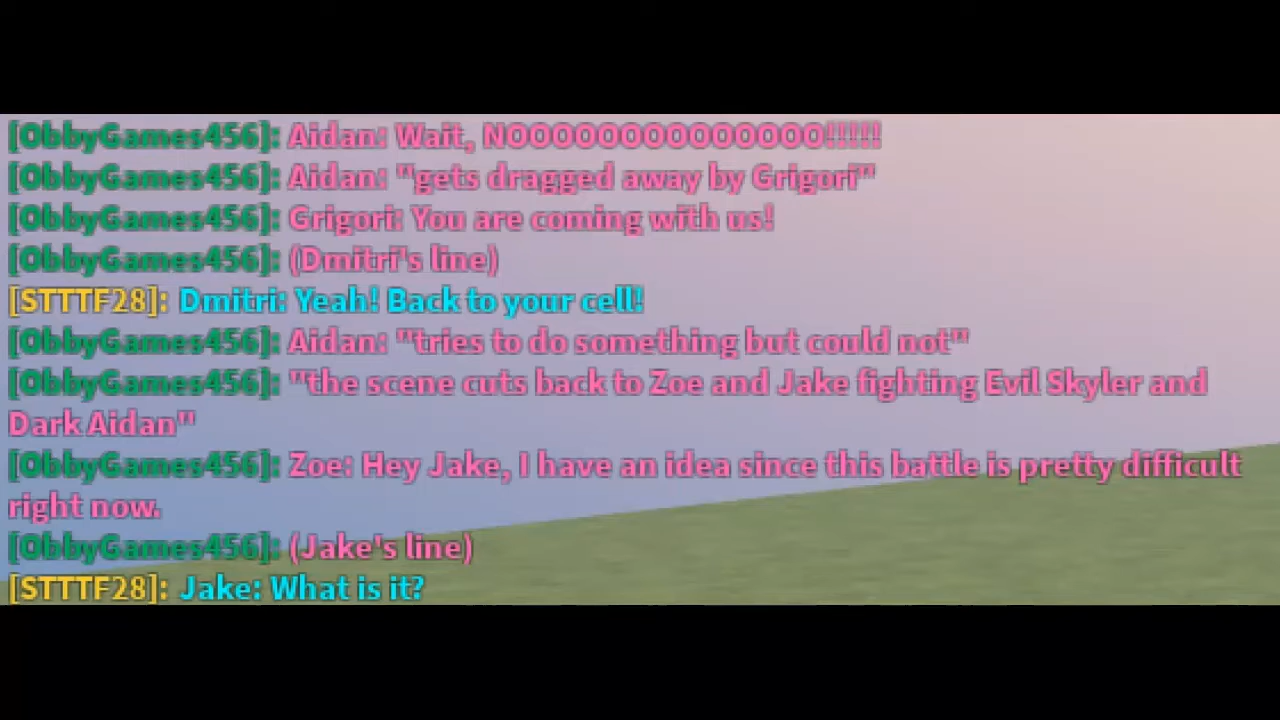 [ObbyGames456]: Aidan: Wait, NOOOOOOOOOOOOOOO!!!!!
[ObbyGames456]: Aidan: "gets dragged away by Grigori"
[ObbyGames456]: Grigori: You are coming with us!
[ObbyGames456]: (Dmitri's line)
[STTTF28]: Dmitri: Yeah! Back to your cell!
[ObbyGames456]: Aidan: "tries to do something but could not"
[ObbyGames456]: "the scene cuts back to Zoe and Jake fighting Evil Skyler and
Dark Aidan"
[ObbyGames456]: Zoe: Hey Jake, I have an idea since this battle is pretty difficult
right now.
[ObbyGames456]: (Jake's line)
[STTTF28]: Jake: What is it?